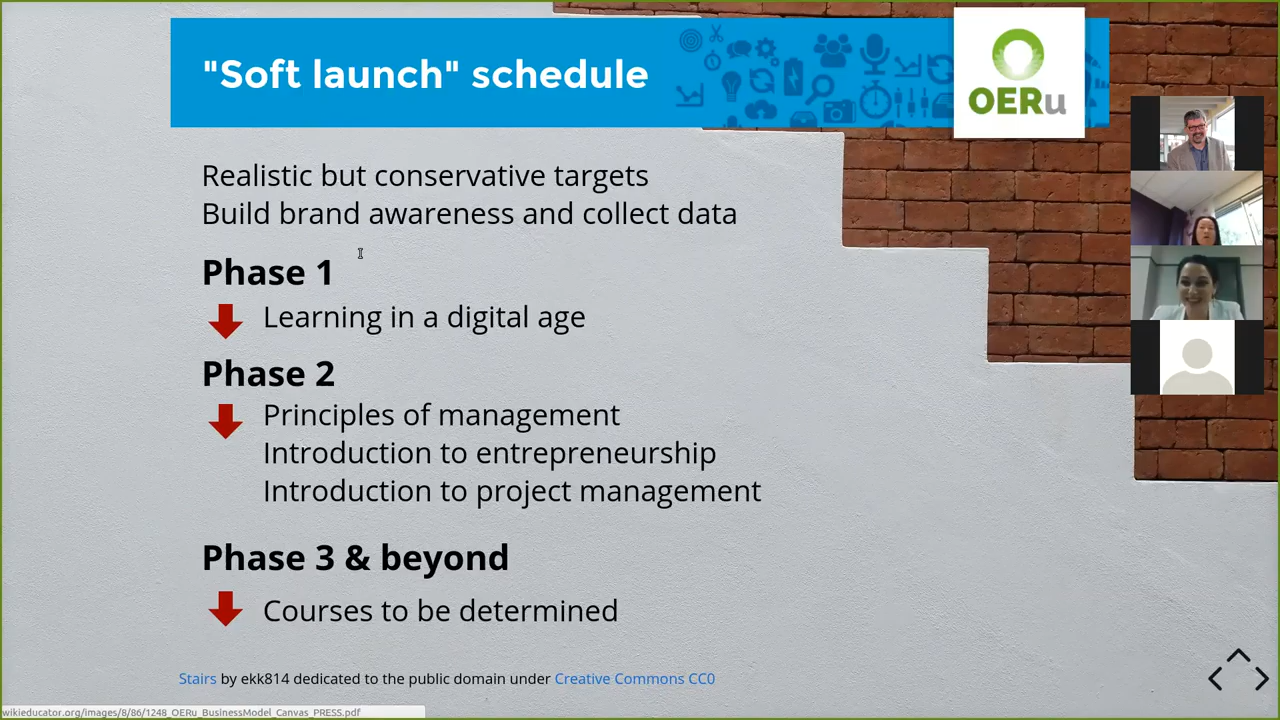 "Soft launch" schedule
OERu
Realistic but conservative targets
Build brand awareness and collect data
Phase 1
Learning in a digital age
Phase 2
Principles of management
Introduction to entrepreneurship
Introduction to project management
Phase 3 & beyond
Courses to be determined
Stairs by ekk814 dedicated to the public domain under Creative Commons CC0
wikieducator.org/images/8/86/1248_OERu_BusinessModel_Canvas_PRESS.pdf